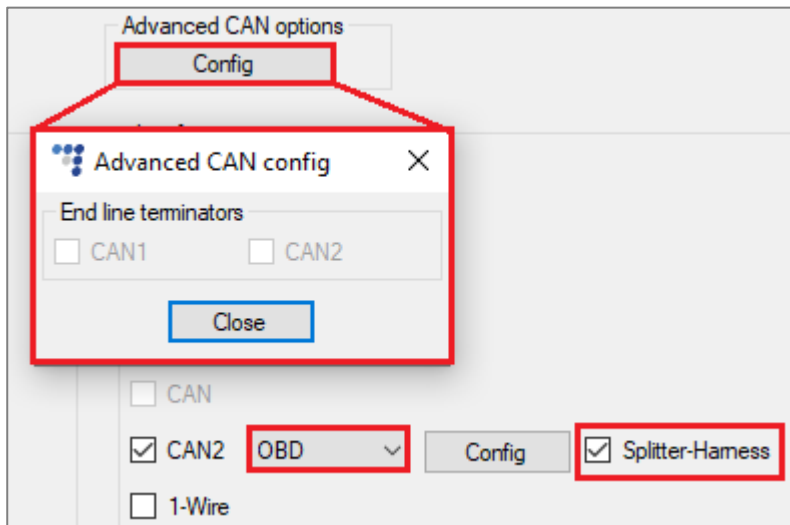 Advanced CAN options
Config
Advanced CAN config
End line terminators
CAN1 CAN2
Close
CAN
CAN2 OBD Config Splitter-Harness
1-Wire